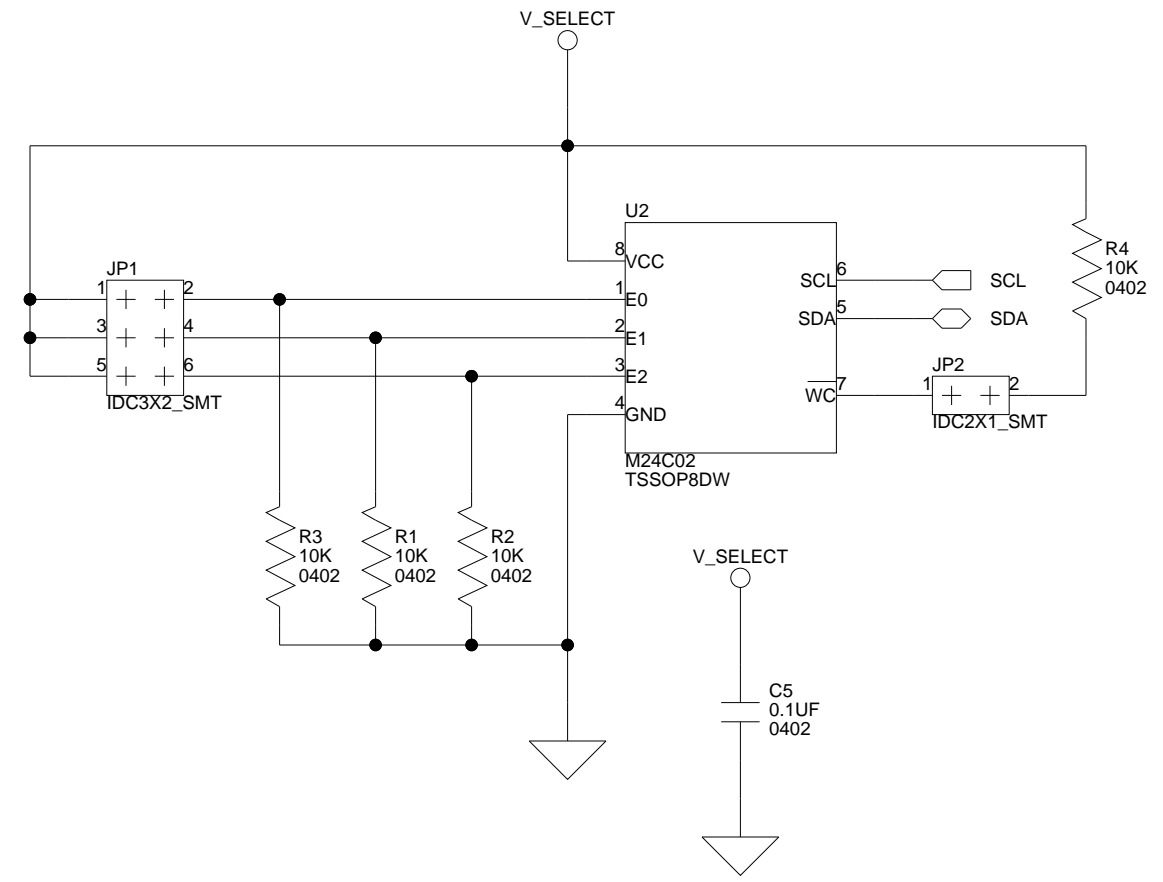 V_SELECT
U2
8
VCC
1
E0
2
E1
3
E2
4
GND
SCL
6
SCL
SDA
5
SDA
WC
7
M24C02
TSSOP8DW
R4
10K
0402
JP1
1
2
3
4
5
6
IDC3X2_SMT
JP2
1
2
IDC2X1_SMT
R3
10K
0402
R1
10K
0402
R2
10K
0402
V_SELECT
C5
0.1UF
0402